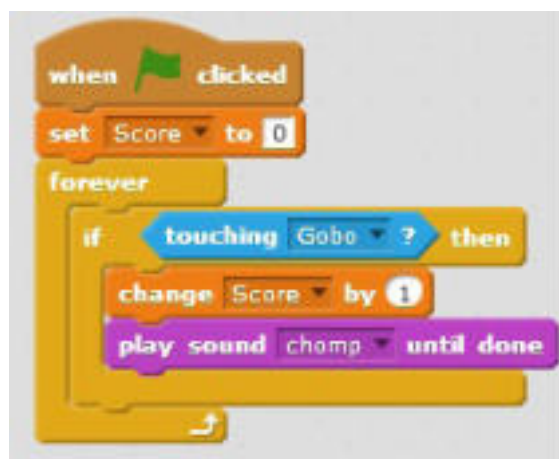 when clicked
set Score to 0
forever
if touching Gobo ? then
change Score by 1
play sound chomp until done